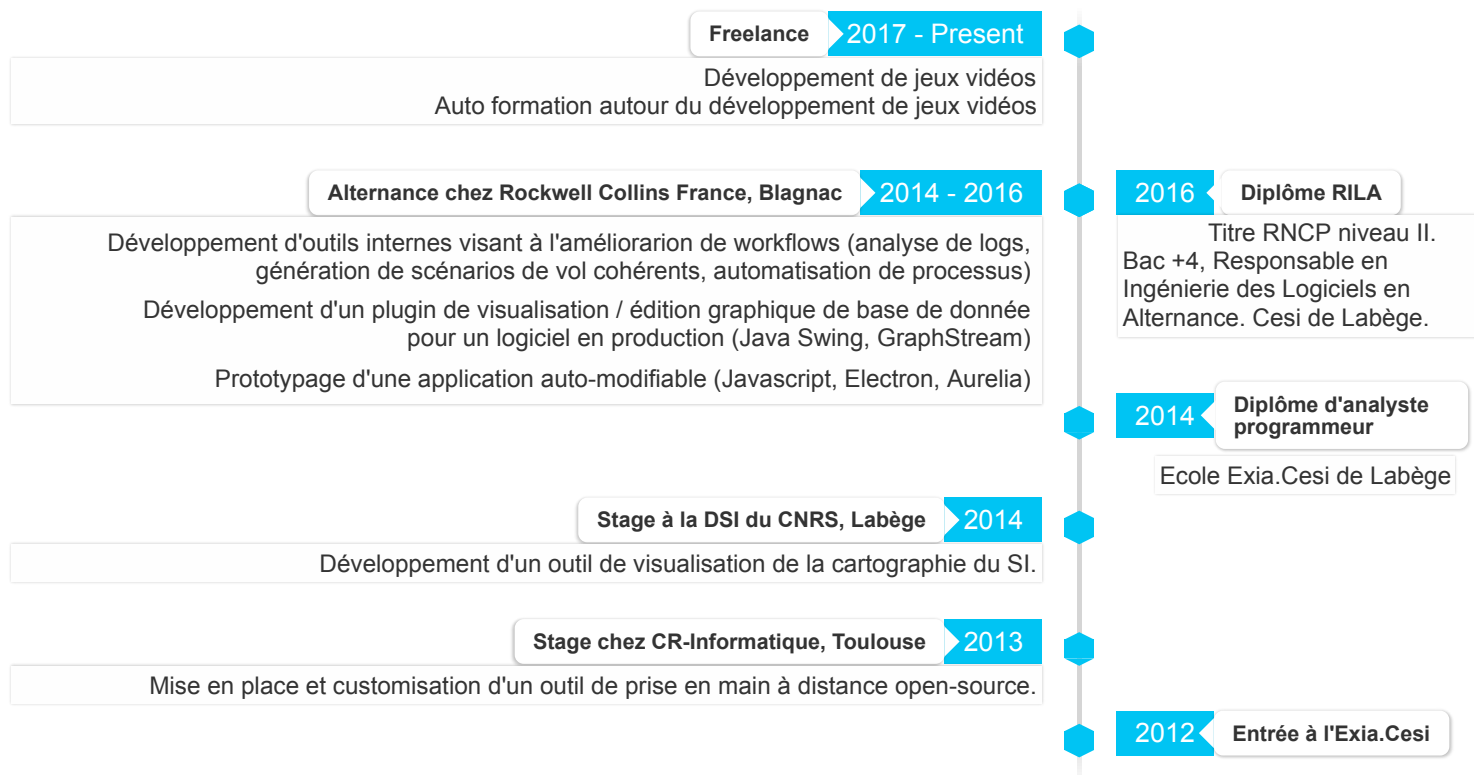 Freelance 2017 - Present
Développement de jeux vidéos
Auto formation autour du développement de jeux vidéos
Alternance chez Rockwell Collins France, Blagnac 2014 - 2016
Développement d'outils internes visant à l'améliorarion de workflows (analyse de logs,
génération de scénarios de vol cohérents, automatisation de processus)
Développement d'un plugin de visualisation / édition graphique de base de donnée
pour un logiciel en production (Java Swing, GraphStream)
Prototypage d'une application auto-modifiable (Javascript, Electron, Aurelia)
2016 Diplôme RILA
Titre RNCP niveau II.
Bac +4, Responsable en
Ingénierie des Logiciels en
Alternance. Cesi de Labège.
2014 Diplôme d'analyste
programmeur
Ecole Exia.Cesi de Labège
Stage à la DSI du CNRS, Labège 2014
Développement d'un outil de visualisation de la cartographie du SI.
Stage chez CR-Informatique, Toulouse 2013
Mise en place et customisation d'un outil de prise en main à distance open-source.
2012 Entrée à l'Exia.Cesi